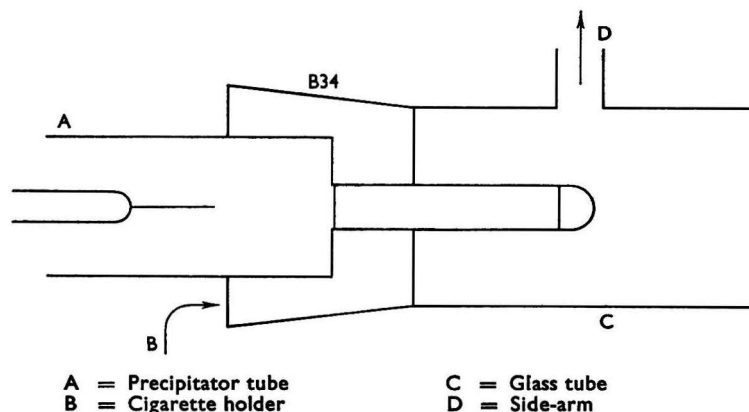 D
B34
A
B
C
A = Precipitator tube
C = Glass tube
B = Cigarette holder
D = Side-arm